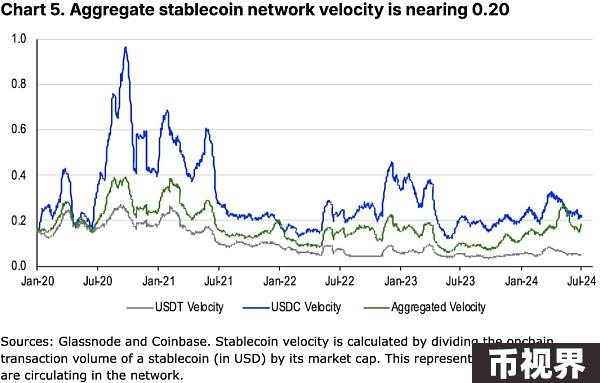 Chart 5. Aggregate stablecoin network velocity is nearing 0.20
1.0
0.8
0.6
0.4
0.2
0.0
Jan-20 Jul-20 Jan-21 Jul-21 Jan-22 Jul-22 Jan-23 Jul-23 Jan-24 Jul-24
USDT Velocity USDC Velocity Aggregated Velocity
Sources: Glassnode and Coinbase. Stablecoin velocity is calculated by dividing the onchain
transaction volume of a stablecoin (in USD) by its market cap. This represent
are circulating in the network.
币视界